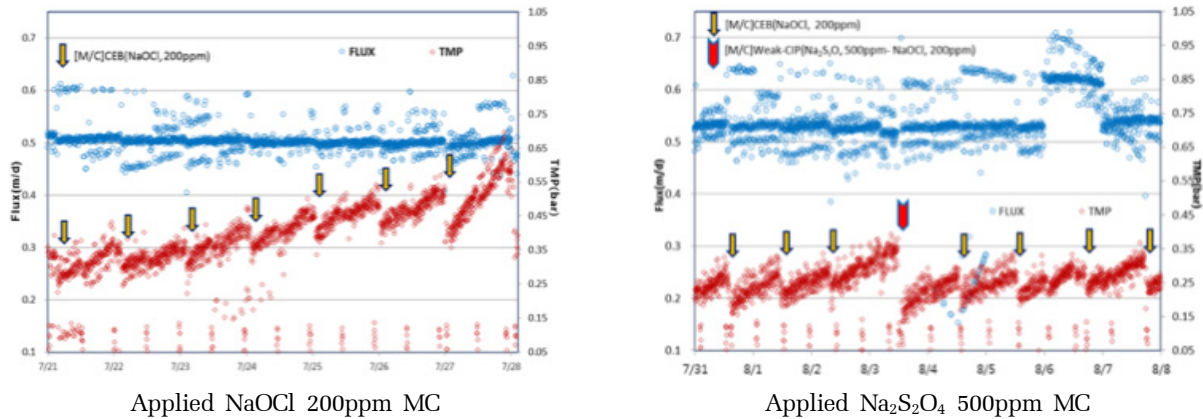 [M/C]CEB(NaOCl,200ppm)
FLUX
TMP
Flux(m/d)
0.7
0.6
0.5
0.4
0.3
0.2
0.1
TMP(bar)
1.05
0.95
0.85
0.75
0.65
0.55
0.45
0.35
0.25
0.15
0.05
7/21 7/22 7/23 7/24 7/25 7/26 7/27 7/28
Applied NaOCl 200ppm MC
[M/C]CEB(NaOCl, 200ppm)
[M/C]Weak-CIP(Na₂S₂O, 500ppm- NaOCl, 200ppm)
FLUX
TMP
Flux(m/d)
0.7
0.6
0.5
0.4
0.3
0.2
0.1
TMP(bar)
1.05
0.95
0.85
0.75
0.65
0.55
0.45
0.35
0.25
0.15
0.05
7/31 8/1 8/2 8/3 8/4 8/5 8/6 8/7 8/8
Applied Na₂S₂O₄ 500ppm MC